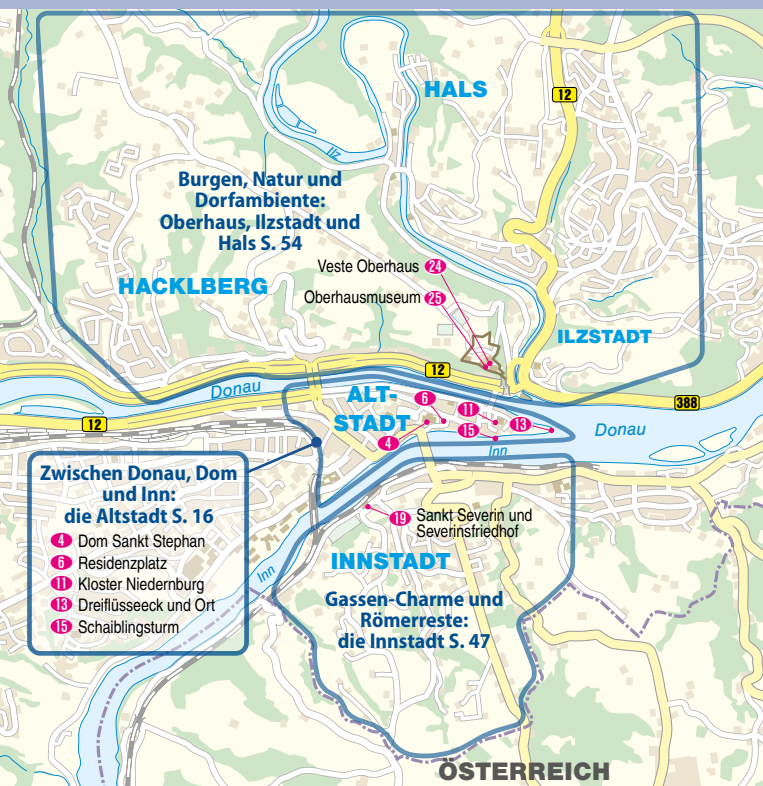 HALS
12
Ilz
Burgen, Natur und
Dorfambiente:
Oberhaus, Ilzstadt und
Hals S. 54
Veste Oberhaus 24
HACKLBERG
Oberhausmuseum 25
ILZSTADT
12
Donau
ALT-
STADT
6
11
388
12
4
15
13
Donau
Inn
Zwischen Donau, Dom
und Inn:
die Altstadt S. 16
4 Dom Sankt Stephan
6 Residenzplatz
11 Kloster Niedernburg
13 Dreiflüsseeck und Ort
15 Schaiblingsturm
19 Sankt Severin und
Severinsfriedhof
INNSTADT
Inn
Gassen-Charme und
Römerreste:
die Innstadt S. 47
ÖSTERREICH